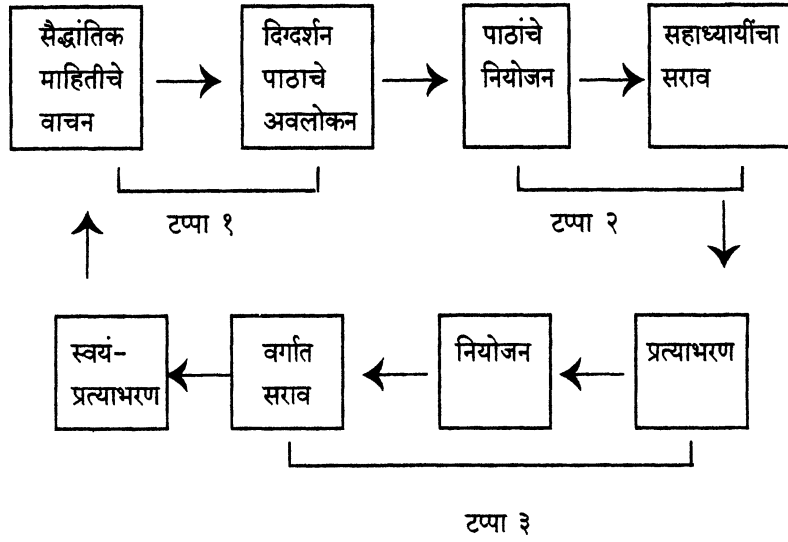 सैद्धांतिक
माहितीचे
वाचन
दिग्दर्शन
पाठाचे
अवलोकन
पाठांचे
नियोजन
सहाध्यायींचा
सराव
टप्पा १
टप्पा २
स्वयं-
प्रत्याभरण
वर्गात
सराव
नियोजन
प्रत्याभरण
टप्पा ३